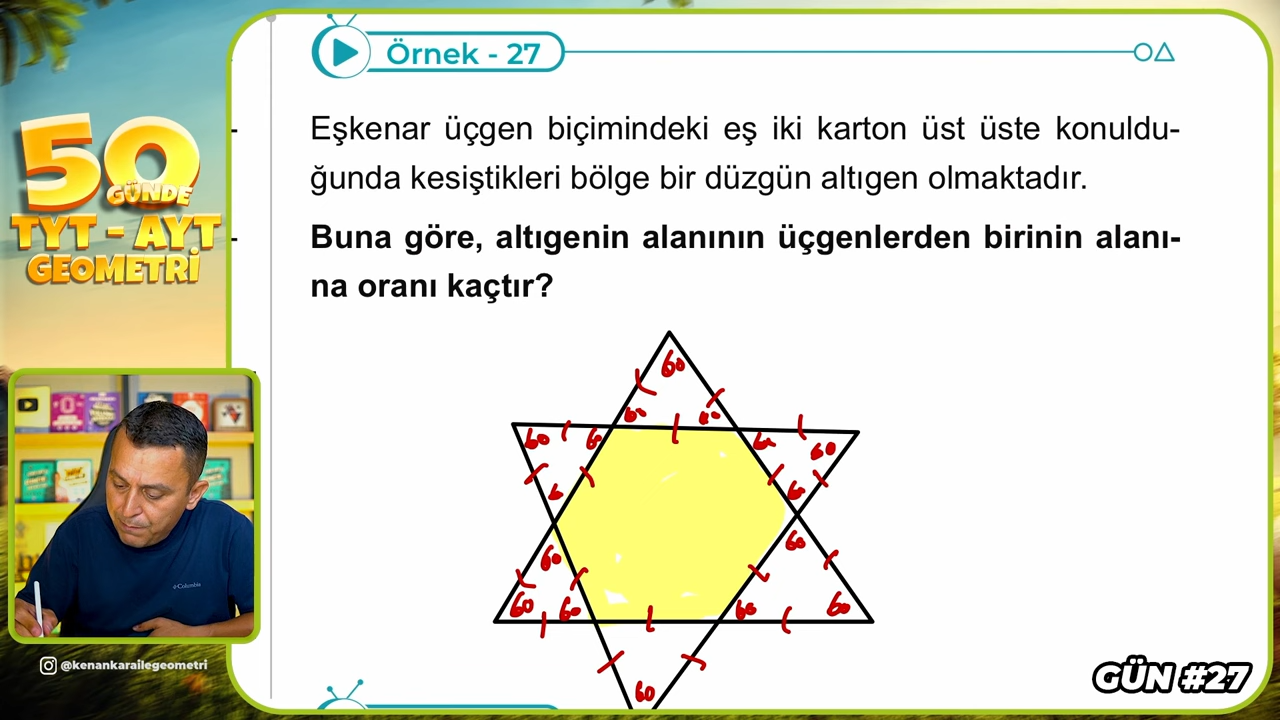 Örnek - 27
50
GÜNDE
TYT - AYT
GEOMETRİ
Eşkenar üçgen biçimindeki eş iki karton üst üste konuldu-
ğunda kesiştikleri bölge bir düzgün altıgen olmaktadır.
Buna göre, altıgenin alanının üçgenlerden birinin alanı-
na oranı kaçtır?
60
60 60
60 60 60 60
60 60
60 60
60 60 60 60
60
Columbia
@kenankarailegeometri
GÜN #27